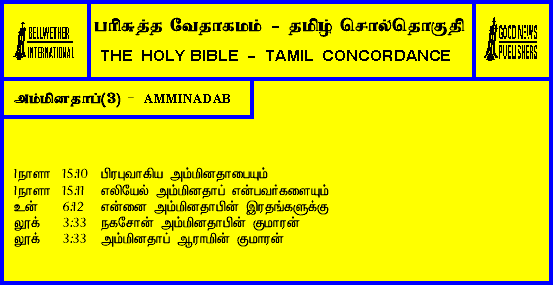 BELLWETHER
INTERNATIONAL
பரிசுத்த வேதாகமம் - தமிழ் சொல்தொகுதி
THE HOLY BIBLE - TAMIL CONCORDANCE
GOOD NEWS
PUBLISHERS
அம்மினதாப்(3) - AMMINADAB
1நாளா 15:10 பிரபுவாகிய அம்மினதாபையும்
1நாளா 15:11 எலியேல் அம்மினதாப் என்பவர்களையும்
உன் 6:12 என்னை அம்மினதாபின் இரதங்களுக்கு
லூக் 3:33 நகசோன் அம்மினதாபின் குமாரன்
லூக் 3:33 அம்மினதாப் ஆராமின் குமாரன்